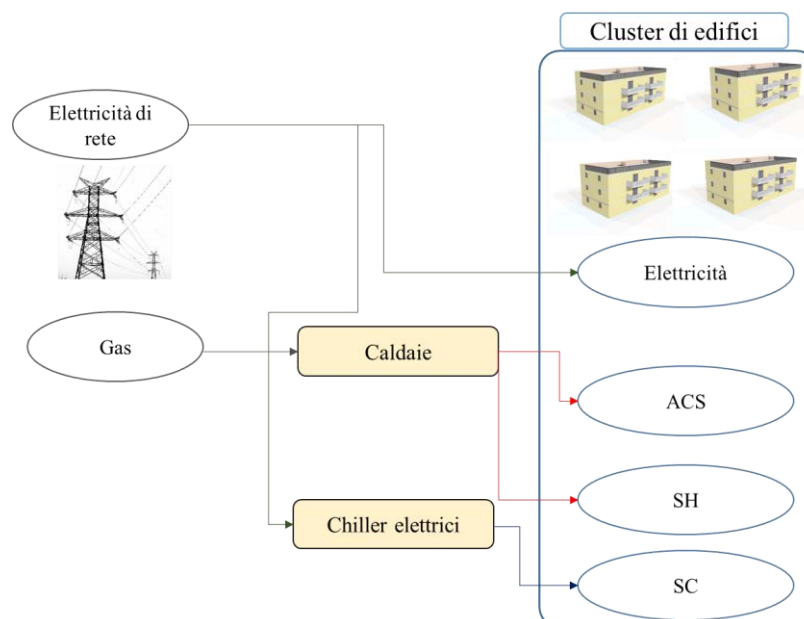 Cluster di edifici
Elettricità di
rete
Elettricità
Gas
Caldaie
ACS
SH
Chiller elettrici
SC